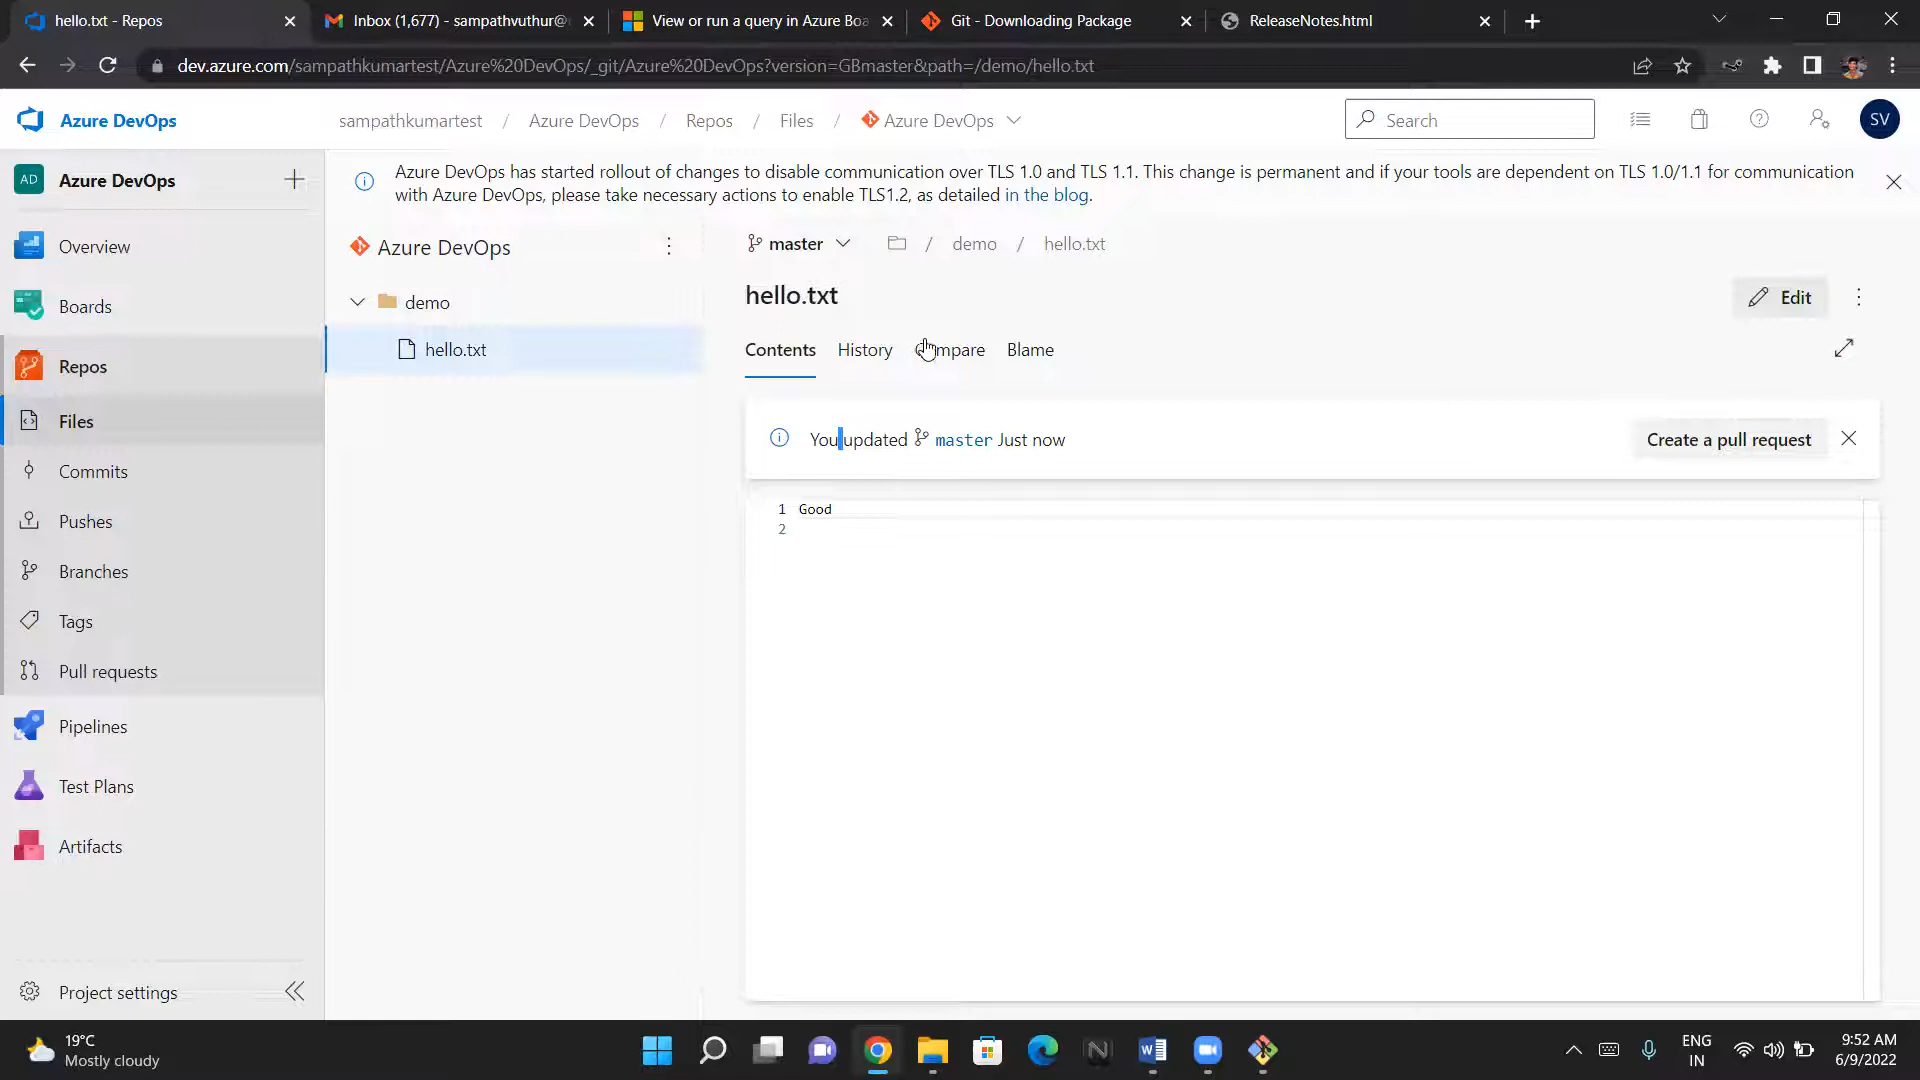 hello.txt - Repos
Inbox (1,677) - sampathvuthur@
View or run a query in Azure Boa
Git - Downloading Package
ReleaseNotes.html
dev.azure.com/sampathkumartest/Azure%20DevOps/_git/Azure%20DevOps?version=GBmaster&path=/demo/hello.txt
Azure DevOps
sampathkumartest / Azure DevOps / Repos / Files / Azure DevOps
Search
SV
AD Azure DevOps
Azure DevOps has started rollout of changes to disable communication over TLS 1.0 and TLS 1.1. This change is permanent and if your tools are dependent on TLS 1.0/1.1 for communication
with Azure DevOps, please take necessary actions to enable TLS1.2, as detailed in the blog.
Overview
Boards
Repos
Files
Commits
Pushes
Branches
Tags
Pull requests
Pipelines
Test Plans
Artifacts
Project settings
Azure DevOps
demo
hello.txt
master / demo / hello.txt
hello.txt
Edit
Contents History Compare Blame
You updated master Just now
Create a pull request
1 Good
2
19°C
Mostly cloudy
ENG
IN
9:52 AM
6/9/2022